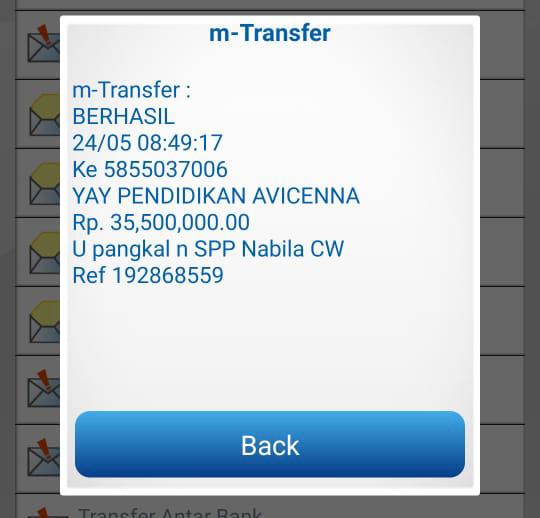 m-Transfer
m-Transfer :
BERHASIL
24/05 08:49:17
Ke 5855037006
YAY PENDIDIKAN AVICENNA
Rp. 35,500,000.00
U pangkal n SPP Nabila CW
Ref 192868559
Back
Transfer Antar Bank